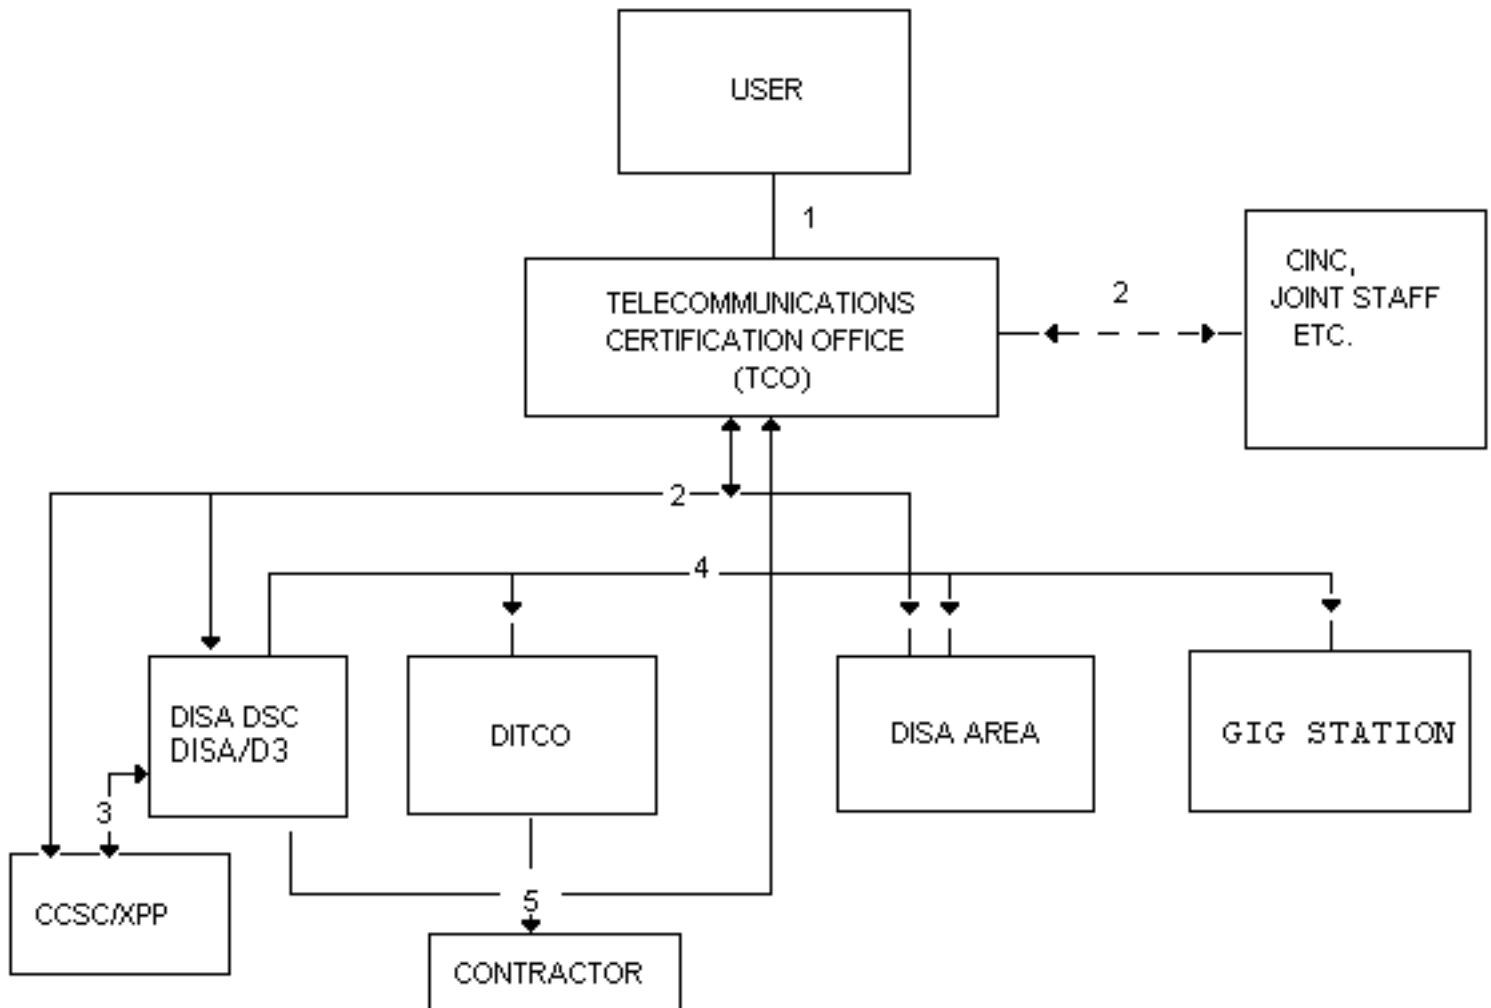 USER
1
TELECOMMUNICATIONS
CERTIFICATION OFFICE
(TCO)
2
CINC,
JOINT STAFF
ETC.
2
4
DISA DSC
DISA/D3
DITCO
DISA AREA
GIG STATION
3
CCSC/XPP
5
CONTRACTOR